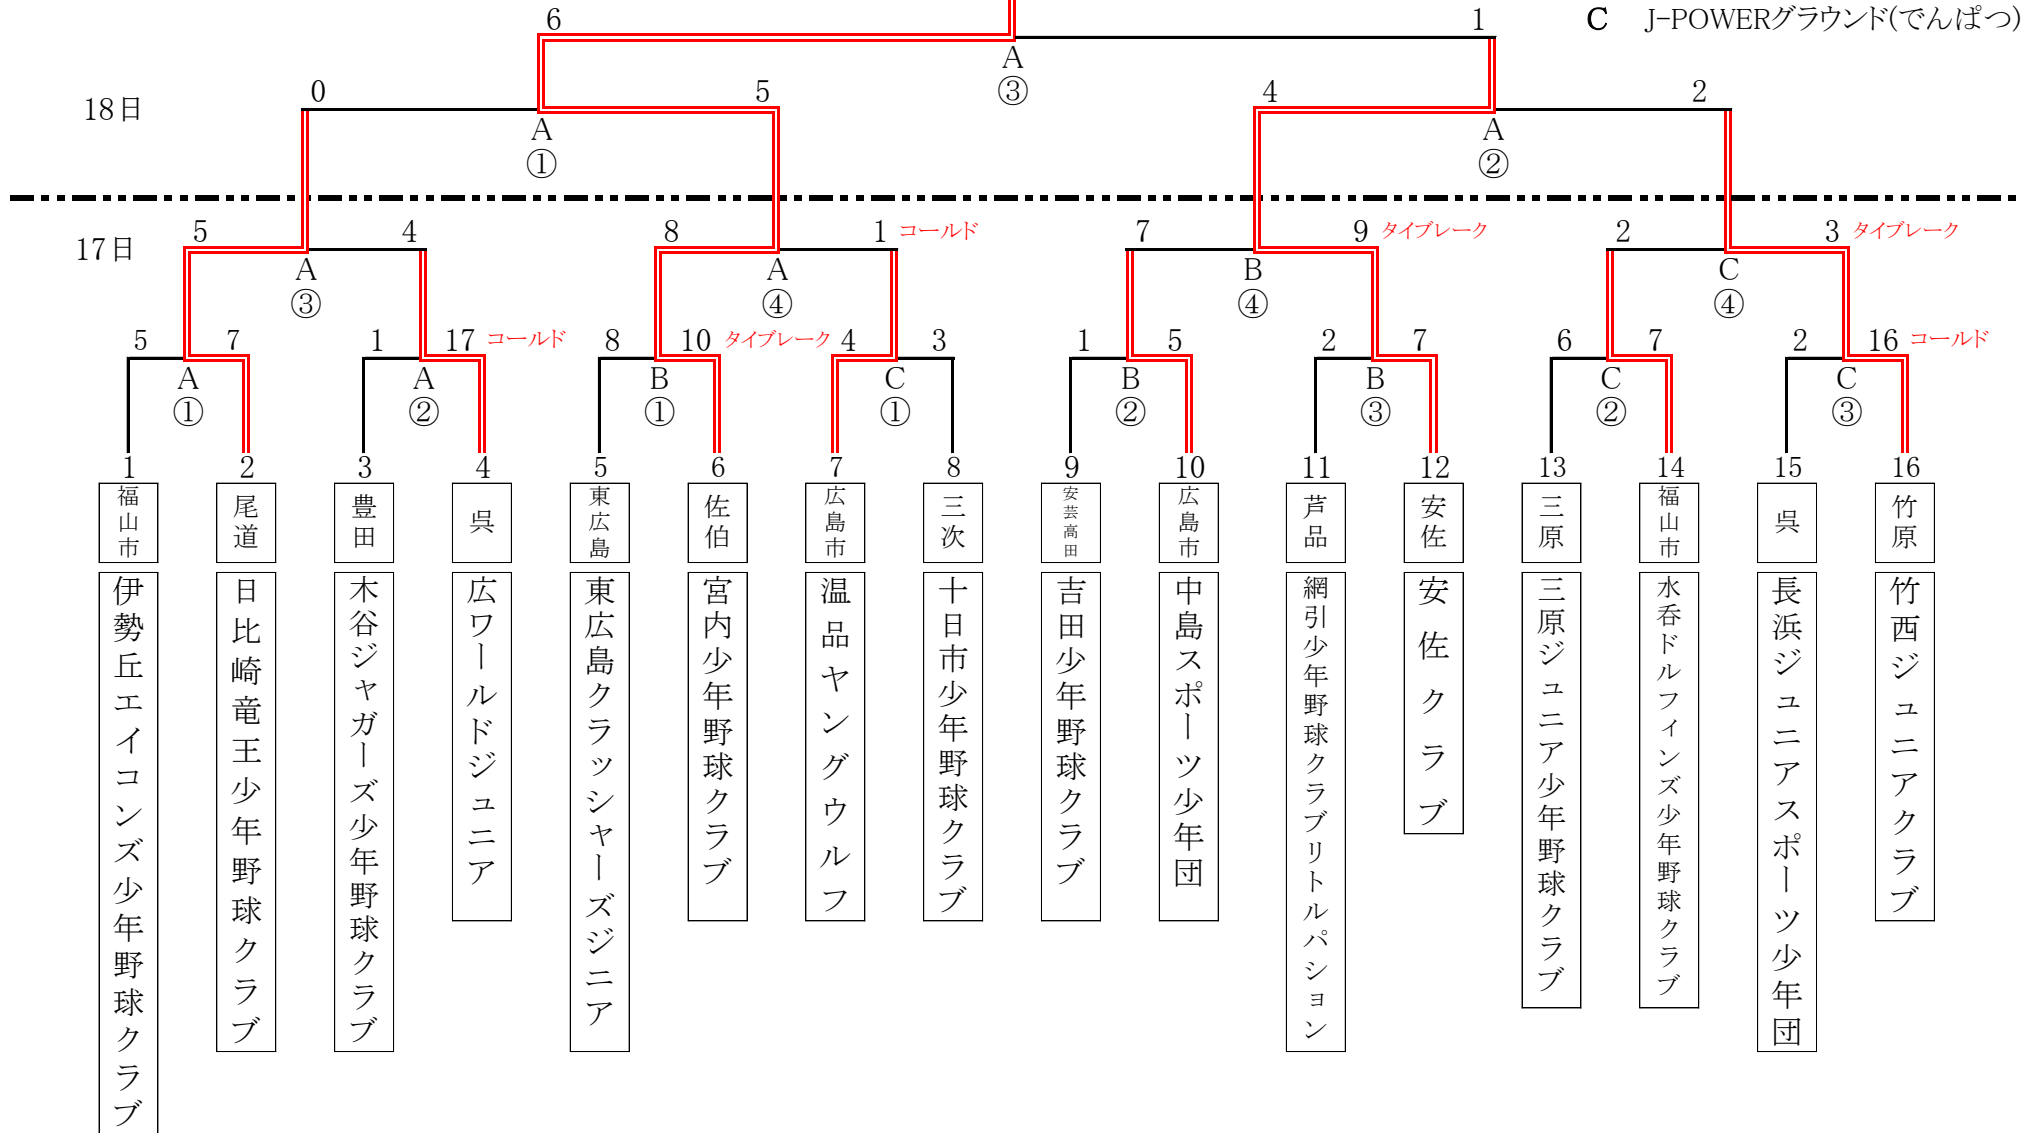 6 1 C J-POWERグラウンド(でんぱつ)
A
③
18日 0 5 4 2
A A
① ②
17日 5 4 8 1 コールド 7 9 タイブレーク 2 3 タイブレーク
A A B C
③ ④ ④ ④
5 7 1 17 コールド 8 10 タイブレーク 4 3 1 5 2 7 6 7 2 16 コールド
A A B C B B C C
① ② ① ① ② ③ ② ③
1 2 3 4 5 6 7 8 9 10 11 12 13 14 15 16
福山市
尾道
豊田
呉
東広島
佐伯
広島市
三次
安芸高田
広島市
芦品
安佐
三原
福山市
呉
竹原
伊勢丘エイコンズ少年野球クラブ
日比崎竜王少年野球クラブ
木谷ジャガーズ少年野球クラブ
広ワールドジュニア
東広島クラッシャーズジニア
宮内少年野球クラブ
温品ヤングウルフ
十日市少年野球クラブ
吉田少年野球クラブ
中島スポーツ少年団
網引少年野球クラブリトルパション
安佐クラブ
三原ジュニア少年野球クラブ
水呑ドルフィンズ少年野球クラブ
長浜ジュニアスポーツ少年団
竹西ジュニアクラブ